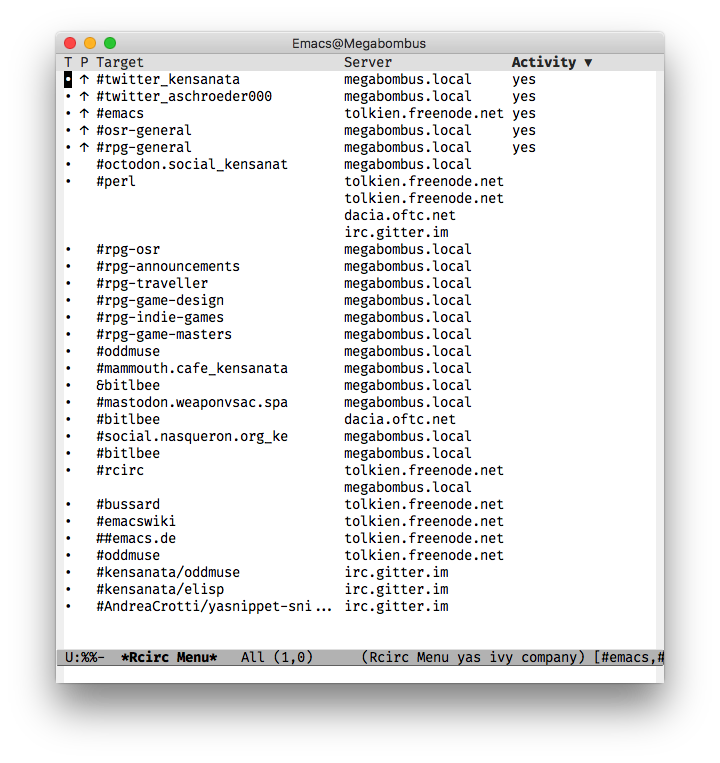 Emacs@Megabombus
T P Target Server Activity ▼
• ↑ #twitter_kensanata megabombus.local yes
• ↑ #twitter_aschroeder000 megabombus.local yes
• ↑ #emacs tolkien.freenode.net yes
• ↑ #osr-general megabombus.local yes
• ↑ #rpg-general megabombus.local yes
• #octodon.social_kensanat megabombus.local
• #perl tolkien.freenode.net
tolkien.freenode.net
dacia.oftc.net
irc.gitter.im
• #rpg-osr megabombus.local
• #rpg-announcements megabombus.local
• #rpg-traveller megabombus.local
• #rpg-game-design megabombus.local
• #rpg-indie-games megabombus.local
• #rpg-game-masters megabombus.local
• #oddmuse megabombus.local
• #mammouth.cafe_kensanata megabombus.local
• &bitlbee megabombus.local
• #mastodon.weaponvsac.spa megabombus.local
• #bitlbee dacia.oftc.net
• #social.nasqueron.org_ke megabombus.local
• #bitlbee megabombus.local
• #rcirc tolkien.freenode.net
megabombus.local
• #bussard tolkien.freenode.net
• #emacswiki tolkien.freenode.net
• ##emacs.de tolkien.freenode.net
• #oddmuse tolkien.freenode.net
• #kensanata/oddmuse irc.gitter.im
• #kensanata/elisp irc.gitter.im
• #AndreaCrotti/yasnippet-sni... irc.gitter.im
U:%%- *Rcirc Menu* All (1,0) (Rcirc Menu yas ivy company) [#emacs,#